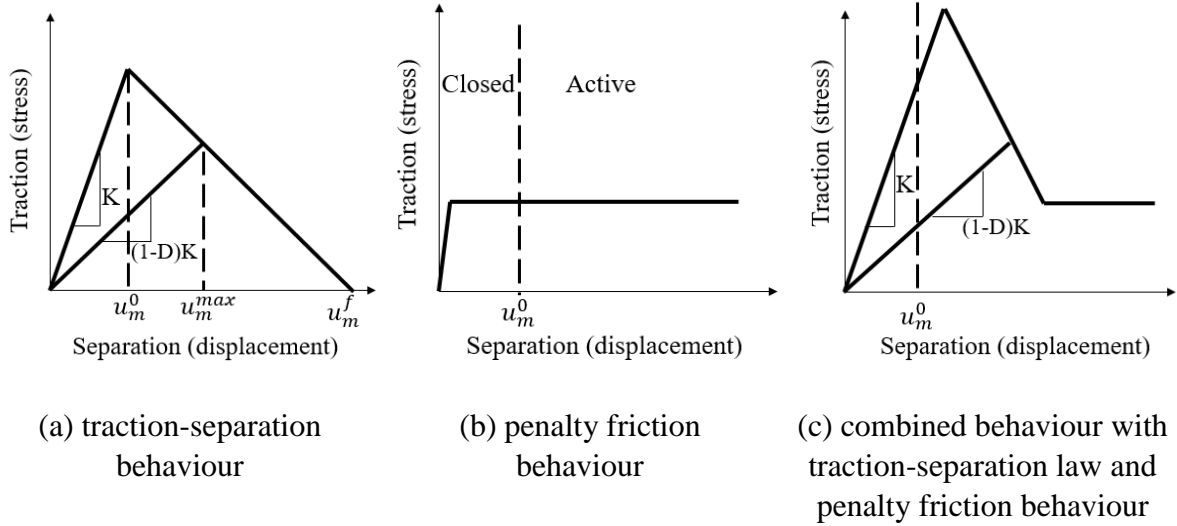 Traction (stress)
K
(1-D)K
u_m^0
u_m^{max}
u_m^f
Separation (displacement)
(a) traction-separation
behaviour
Traction (stress)
Closed
Active
u_m^0
Separation (displacement)
(b) penalty friction
behaviour
Traction (stress)
K
(1-D)K
u_m^0
Separation (displacement)
(c) combined behaviour with
traction-separation law and
penalty friction behaviour